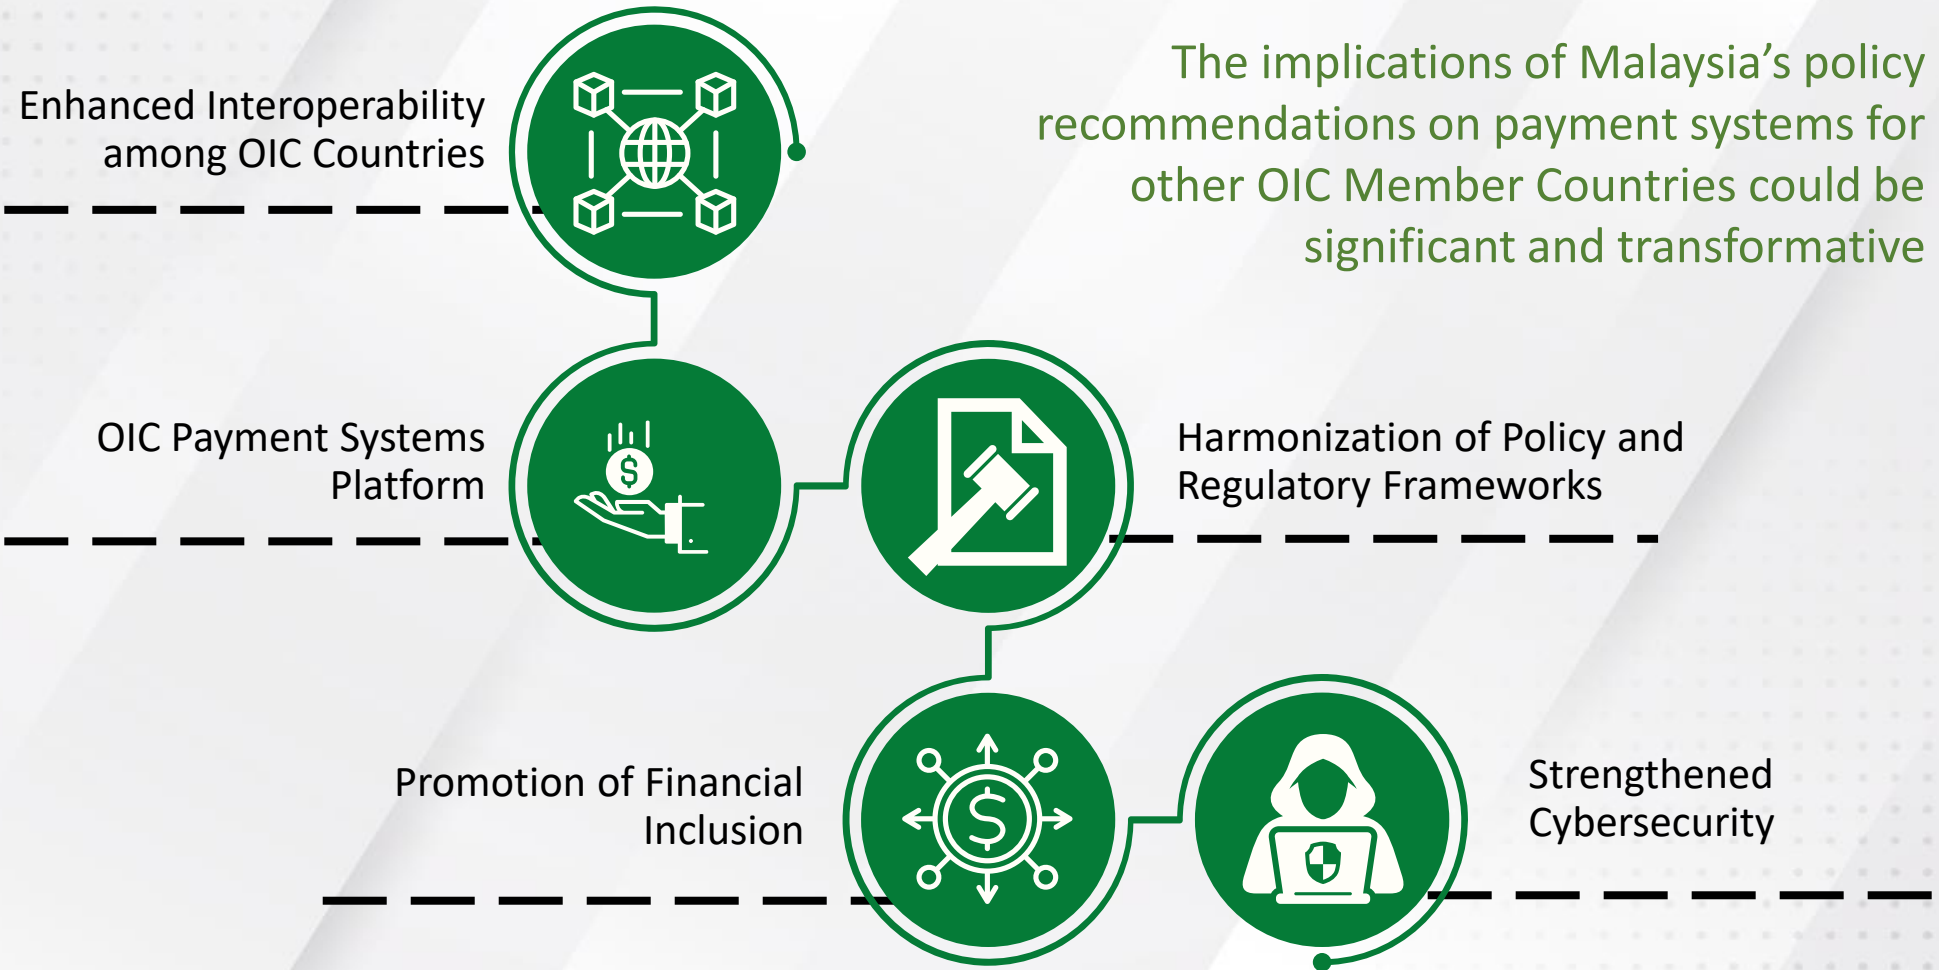 Enhanced Interoperability
among OIC Countries
The implications of Malaysia’s policy
recommendations on payment systems for
other OIC Member Countries could be
significant and transformative
OIC Payment Systems
Platform
$
Harmonization of Policy and
Regulatory Frameworks
Promotion of Financial
Inclusion
$
Strengthened
Cybersecurity